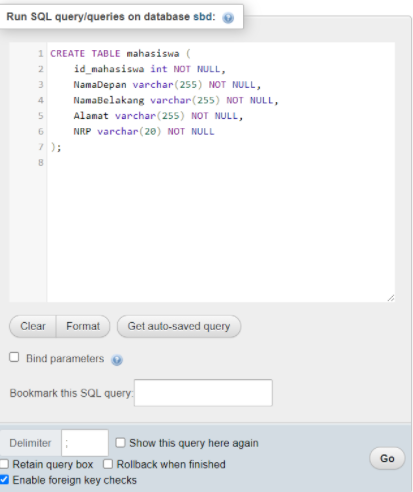 Run SQL query/queries on database sbd:
1 CREATE TABLE mahasiswa (
2 id_mahasiswa int NOT NULL,
3 NamaDepan varchar(255) NOT NULL,
4 NamaBelakang varchar(255) NOT NULL,
5 Alamat varchar(255) NOT NULL,
6 NRP varchar(20) NOT NULL
7 );
8
Clear Format Get auto-saved query
Bind parameters
Bookmark this SQL query:
Delimiter ; Show this query here again
Go
Retain query box Rollback when finished
Enable foreign key checks